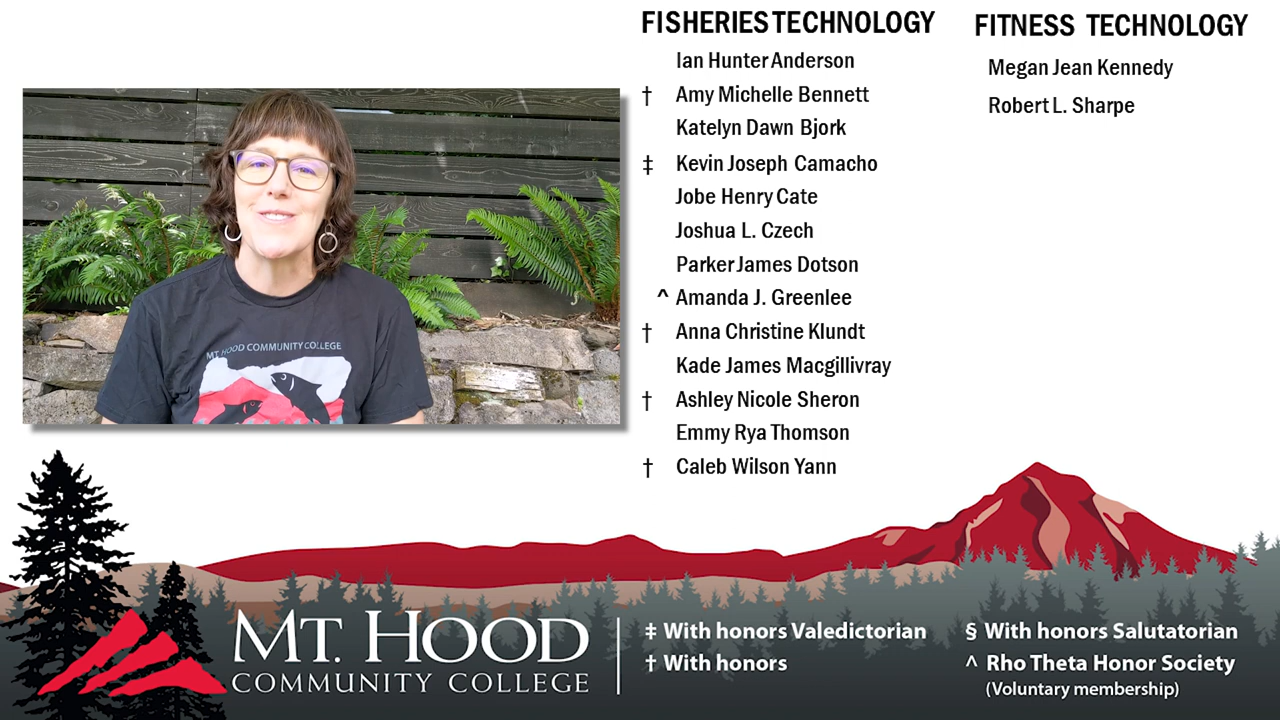 FISHERIES TECHNOLOGY
Ian Hunter Anderson
† Amy Michelle Bennett
Katelyn Dawn Bjork
‡ Kevin Joseph Camacho
Jobe Henry Cate
Joshua L. Czech
Parker James Dotson
^ Amanda J. Greenlee
† Anna Christine Klundt
Kade James Macgillivray
† Ashley Nicole Sheron
Emmy Rya Thomson
† Caleb Wilson Yann
FITNESS TECHNOLOGY
Megan Jean Kennedy
Robert L. Sharpe
MT. HOOD COMMUNITY COLLEGE
MT. HOOD
COMMUNITY COLLEGE
‡ With honors Valedictorian
† With honors
§ With honors Salutatorian
^ Rho Theta Honor Society
(Voluntary membership)